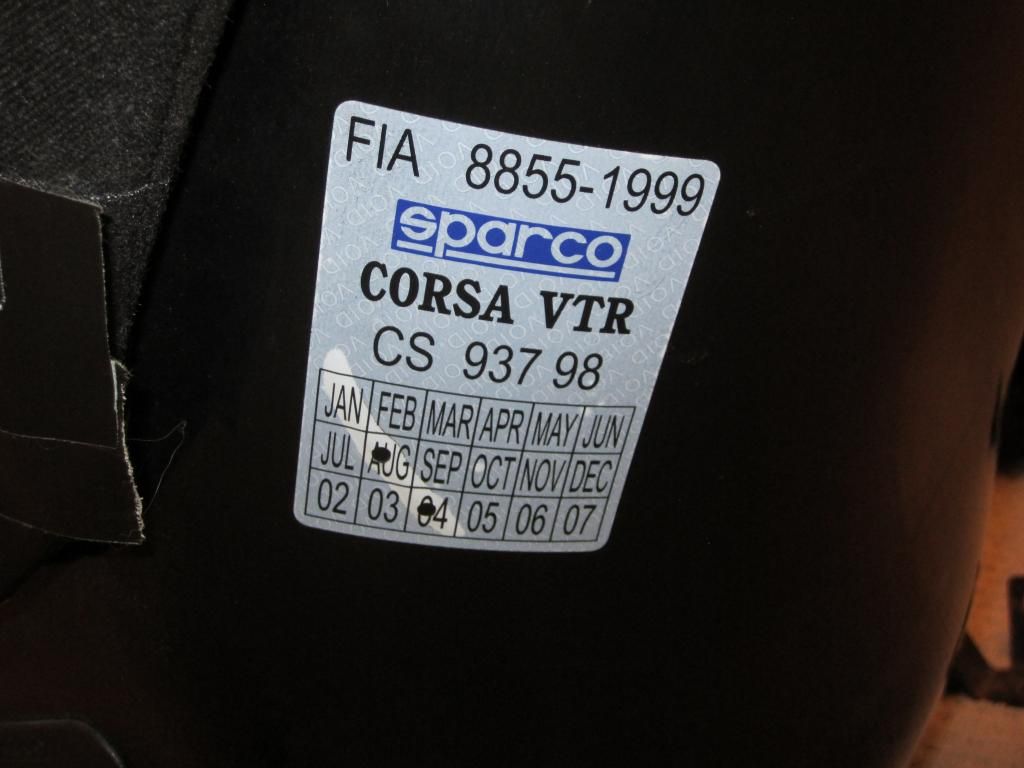 FIA 8855-1999
sparco
CORSA VTR
CS 937 98
JAN FEB MAR APR MAY JUN
JUL AUG SEP OCT NOV DEC
02 03 04 05 06 07